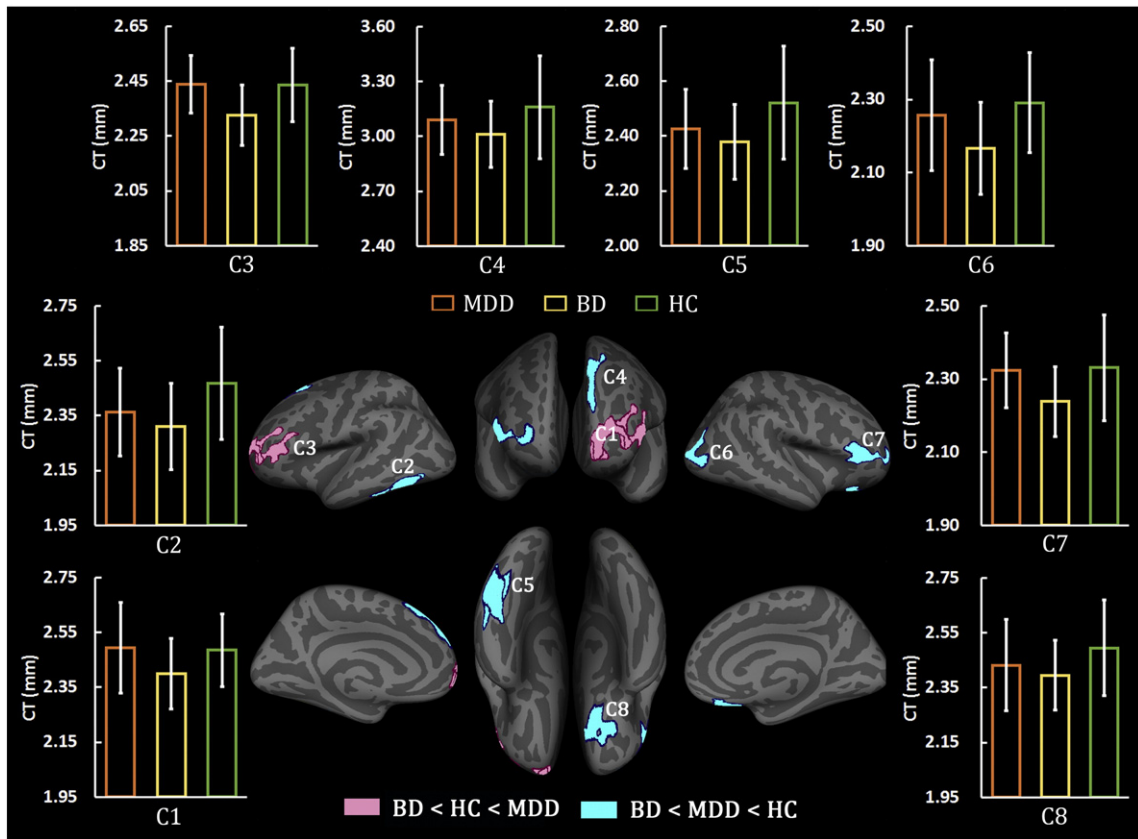 2.65
2.45
2.25
2.05
1.85
CT (mm)
C3
3.60
3.30
3.00
2.70
2.40
CT (mm)
C4
2.80
2.60
2.40
2.20
2.00
CT (mm)
C5
2.50
2.30
2.10
1.90
CT (mm)
C6
MDD BD HC
2.75
2.55
2.35
2.15
1.95
CT (mm)
C2
C3
C2
C4
C1
C6
C7
2.50
2.30
2.10
1.90
CT (mm)
C7
2.75
2.55
2.35
2.15
1.95
CT (mm)
C1
C5
C8
2.75
2.55
2.35
2.15
1.95
CT (mm)
C8
BD < HC < MDD BD < MDD < HC